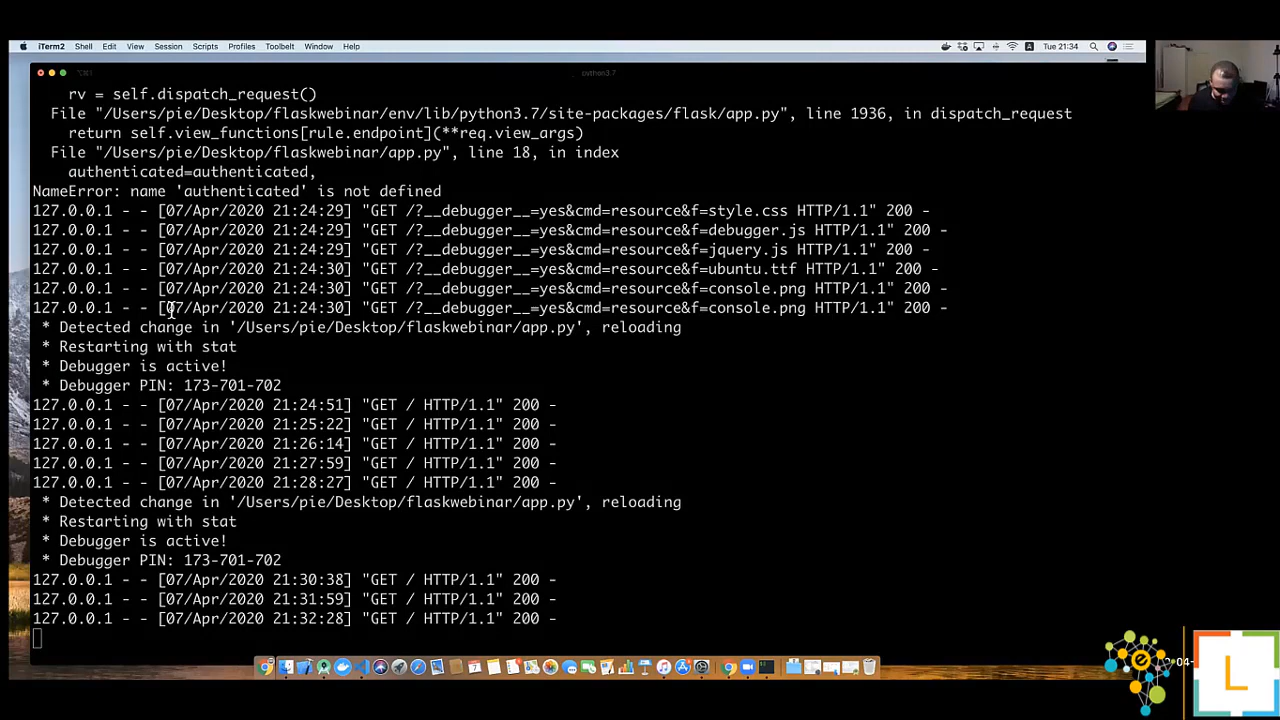 iTerm2 Shell Edit View Session Scripts Profiles Toolbelt Window Help
Tue 21:34
python3.7
rv = self.dispatch_request()
File "/Users/pie/Desktop/flaskwebinar/env/lib/python3.7/site-packages/flask/app.py", line 1936, in dispatch_request
return self.view_functions[rule.endpoint](**req.view_args)
File "/Users/pie/Desktop/flaskwebinar/app.py", line 18, in index
authenticated=authenticated,
NameError: name 'authenticated' is not defined
127.0.0.1 - - [07/Apr/2020 21:24:29] "GET /?__debugger__=yes&cmd=resource&f=style.css HTTP/1.1" 200 -
127.0.0.1 - - [07/Apr/2020 21:24:29] "GET /?__debugger__=yes&cmd=resource&f=debugger.js HTTP/1.1" 200 -
127.0.0.1 - - [07/Apr/2020 21:24:29] "GET /?__debugger__=yes&cmd=resource&f=jquery.js HTTP/1.1" 200 -
127.0.0.1 - - [07/Apr/2020 21:24:30] "GET /?__debugger__=yes&cmd=resource&f=ubuntu.ttf HTTP/1.1" 200 -
127.0.0.1 - - [07/Apr/2020 21:24:30] "GET /?__debugger__=yes&cmd=resource&f=console.png HTTP/1.1" 200 -
127.0.0.1 - - [07/Apr/2020 21:24:30] "GET /?__debugger__=yes&cmd=resource&f=console.png HTTP/1.1" 200 -
* Detected change in '/Users/pie/Desktop/flaskwebinar/app.py', reloading
* Restarting with stat
* Debugger is active!
* Debugger PIN: 173-701-702
127.0.0.1 - - [07/Apr/2020 21:24:51] "GET / HTTP/1.1" 200 -
127.0.0.1 - - [07/Apr/2020 21:25:22] "GET / HTTP/1.1" 200 -
127.0.0.1 - - [07/Apr/2020 21:26:14] "GET / HTTP/1.1" 200 -
127.0.0.1 - - [07/Apr/2020 21:27:59] "GET / HTTP/1.1" 200 -
127.0.0.1 - - [07/Apr/2020 21:28:27] "GET / HTTP/1.1" 200 -
* Detected change in '/Users/pie/Desktop/flaskwebinar/app.py', reloading
* Restarting with stat
* Debugger is active!
* Debugger PIN: 173-701-702
127.0.0.1 - - [07/Apr/2020 21:30:38] "GET / HTTP/1.1" 200 -
127.0.0.1 - - [07/Apr/2020 21:31:59] "GET / HTTP/1.1" 200 -
127.0.0.1 - - [07/Apr/2020 21:32:28] "GET / HTTP/1.1" 200 -
04-
L